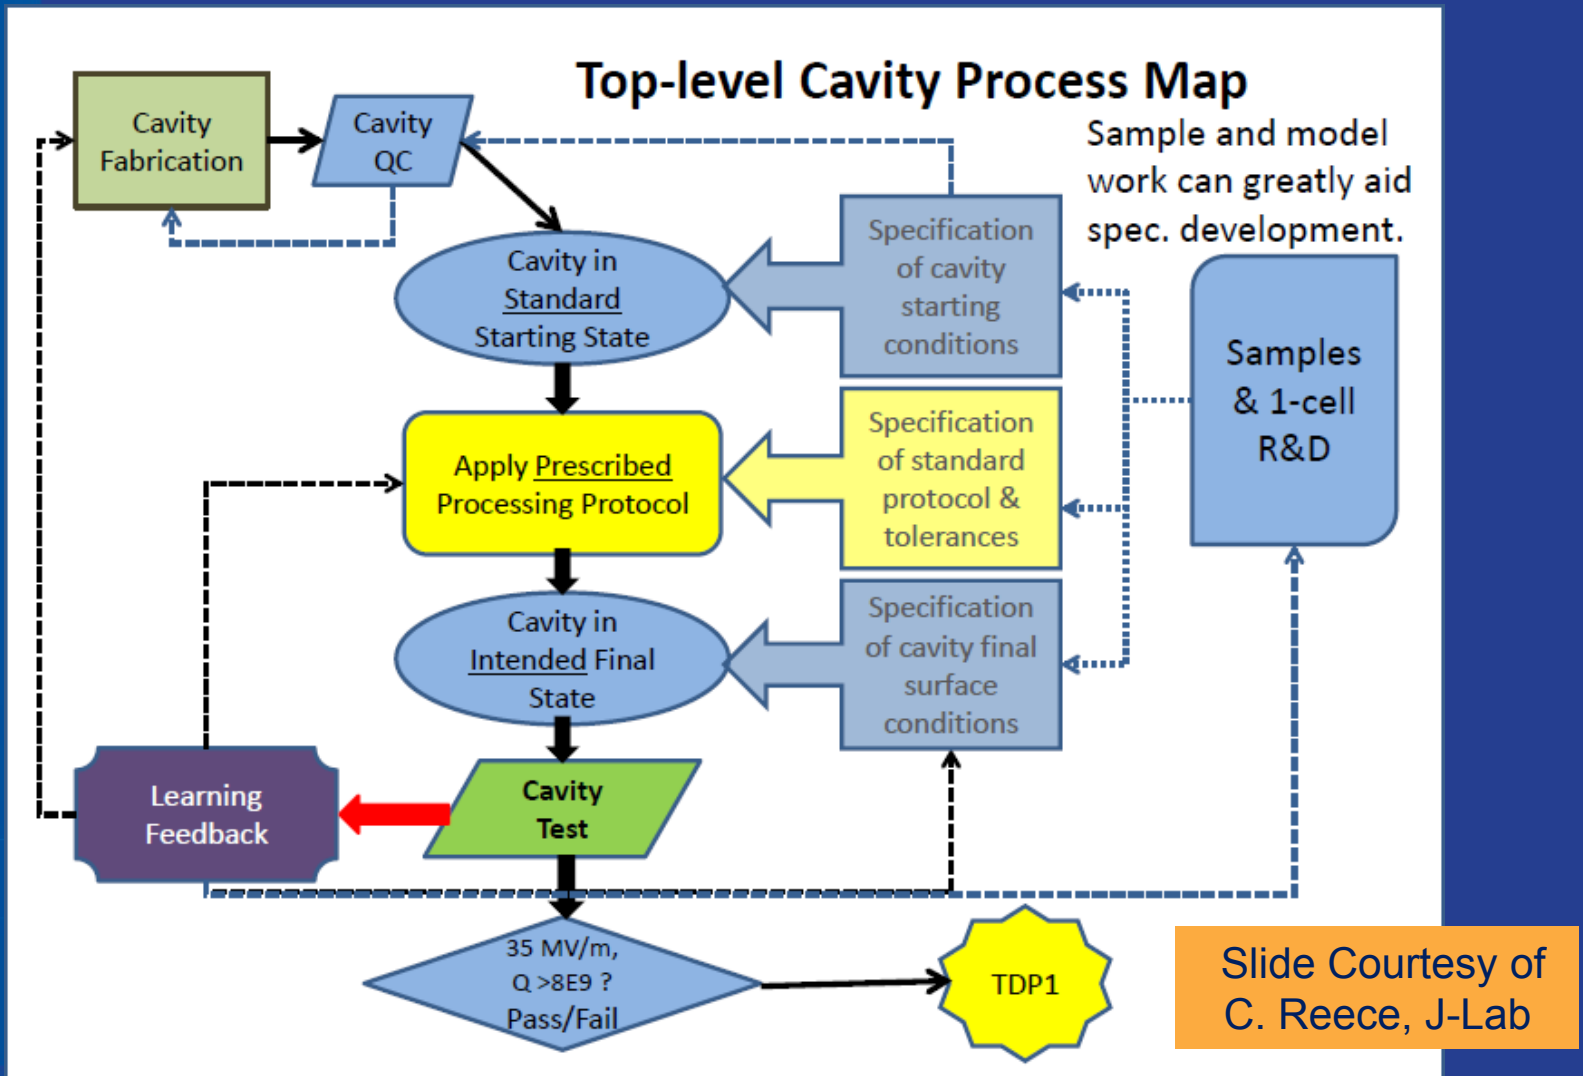 Top-level Cavity Process Map
Cavity
Fabrication
Cavity
QC
Sample and model
work can greatly aid
spec. development.
Cavity in
Standard
Starting State
Specification
of cavity
starting
conditions
Samples
& 1-cell
R&D
Apply Prescribed
Processing Protocol
Specification
of standard
protocol &
tolerances
Cavity in
Intended Final
State
Specification
of cavity final
surface
conditions
Learning
Feedback
Cavity
Test
35 MV/m,
Q >8E9 ?
Pass/Fail
TDP1
Slide Courtesy of
C. Reece, J-Lab